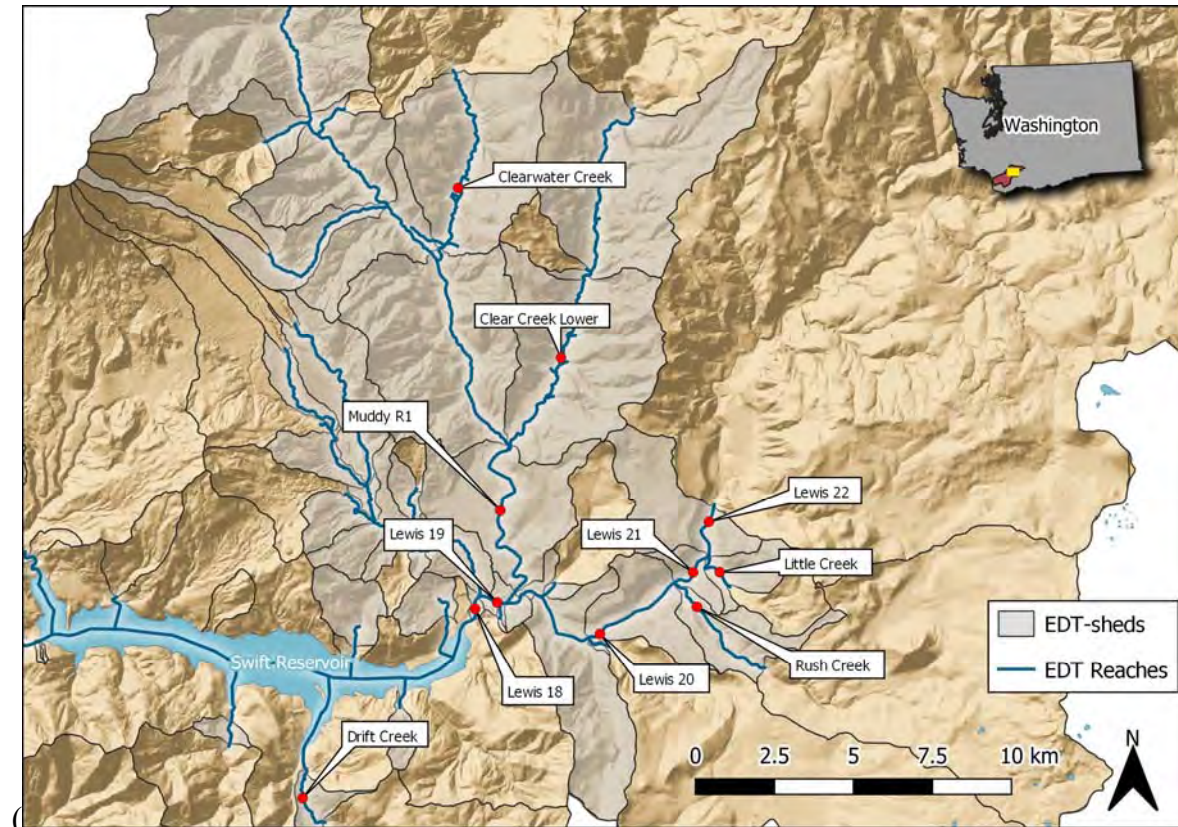 Washington
Clearwater Creek
Clear Creek Lower
Muddy R1
Lewis 22
Lewis 19
Lewis 21
Little Creek
EDT-sheds
Swift Reservoir
EDT Reaches
Rush Creek
Lewis 18
Lewis 20
Drift Creek
0 2.5 5 7.5 10 km
N
(